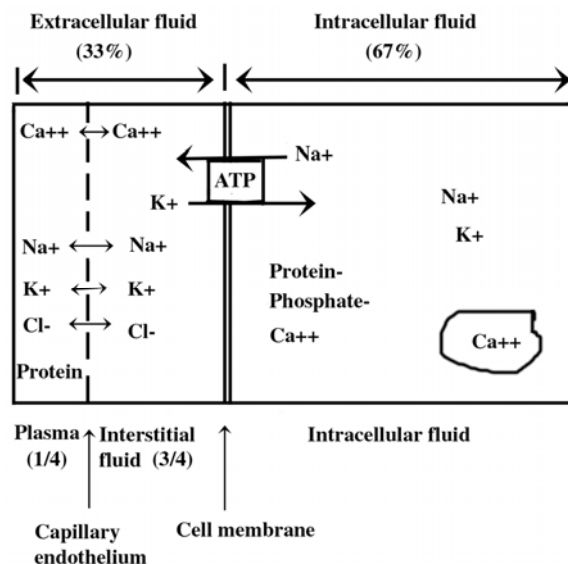 Extracellular fluid
(33%)
Intracellular fluid
(67%)
Ca++ Ca++
Na+
ATP
K+
Na+
K+
Na+ Na+
K+ K+
Cl- Cl-
Protein-
Phosphate-
Ca++
Ca++
Protein
Plasma
(1/4)
Interstitial
fluid (3/4)
Intracellular fluid
Capillary
endothelium
Cell membrane